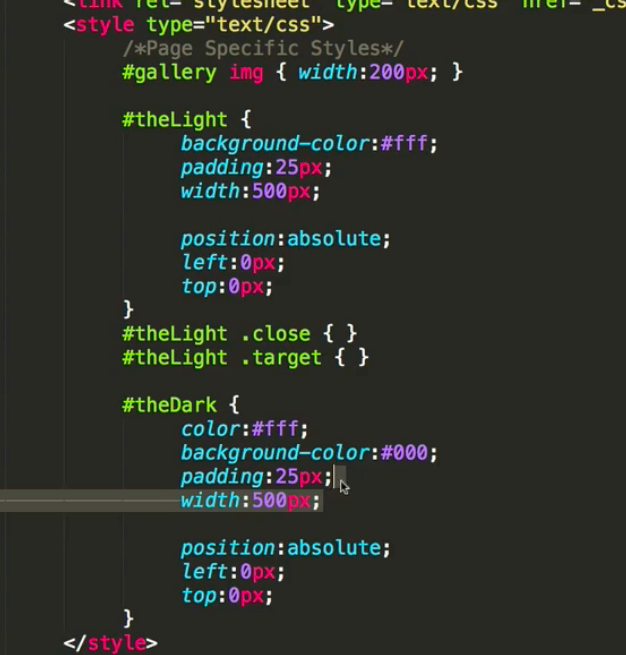 <link rel="stylesheet" type="text/css" href="_cs
<style type="text/css">
/*Page Specific Styles*/
#gallery img { width:200px; }
#theLight {
background-color:#fff;
padding:25px;
width:500px;
position:absolute;
left:0px;
top:0px;
}
#theLight .close { }
#theLight .target { }
#theDark {
color:#fff;
background-color:#000;
padding:25px;
width:500px;
position:absolute;
left:0px;
top:0px;
}
</style>